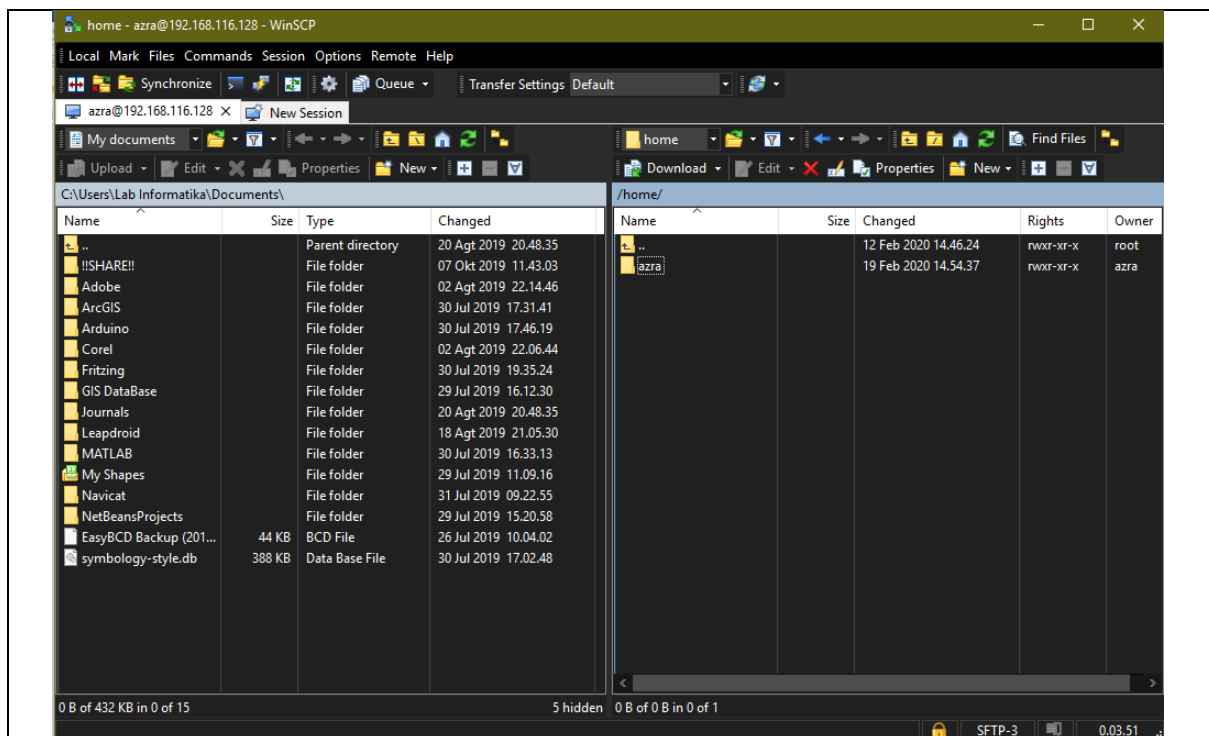 home - azra@192.168.116.128 - WinSCP
Local Mark Files Commands Session Options Remote Help
Synchronize Queue Transfer Settings Default
azra@192.168.116.128 New Session
My documents
Upload Edit Properties New
C:\Users\Lab Informatika\Documents\
Name Size Type Changed
.. Parent directory 20 Agt 2019 20.48.35
!!SHARE!! File folder 07 Okt 2019 11.43.03
Adobe File folder 02 Agt 2019 22.14.46
ArcGIS File folder 30 Jul 2019 17.31.41
Arduino File folder 30 Jul 2019 17.46.19
Corel File folder 02 Agt 2019 22.06.44
Fritzing File folder 30 Jul 2019 19.35.24
GIS DataBase File folder 29 Jul 2019 16.12.30
Journals File folder 20 Agt 2019 20.48.35
Leapdroid File folder 18 Agt 2019 21.05.30
MATLAB File folder 30 Jul 2019 16.33.13
My Shapes File folder 29 Jul 2019 11.09.16
Navicat File folder 31 Jul 2019 09.22.55
NetBeansProjects File folder 29 Jul 2019 15.20.58
EasyBCD Backup (201... 44 KB BCD File 26 Jul 2019 10.04.02
symbology-style.db 388 KB Data Base File 30 Jul 2019 17.02.48
0 B of 432 KB in 0 of 15 5 hidden
home Find Files
Download Edit Properties New
/home/
Name Size Changed Rights Owner
.. 12 Feb 2020 14.46.24 rwxr-xr-x root
azra 19 Feb 2020 14.54.37 rwxr-xr-x azra
0 B of 0 B in 0 of 1
SFTP-3 0.03.51